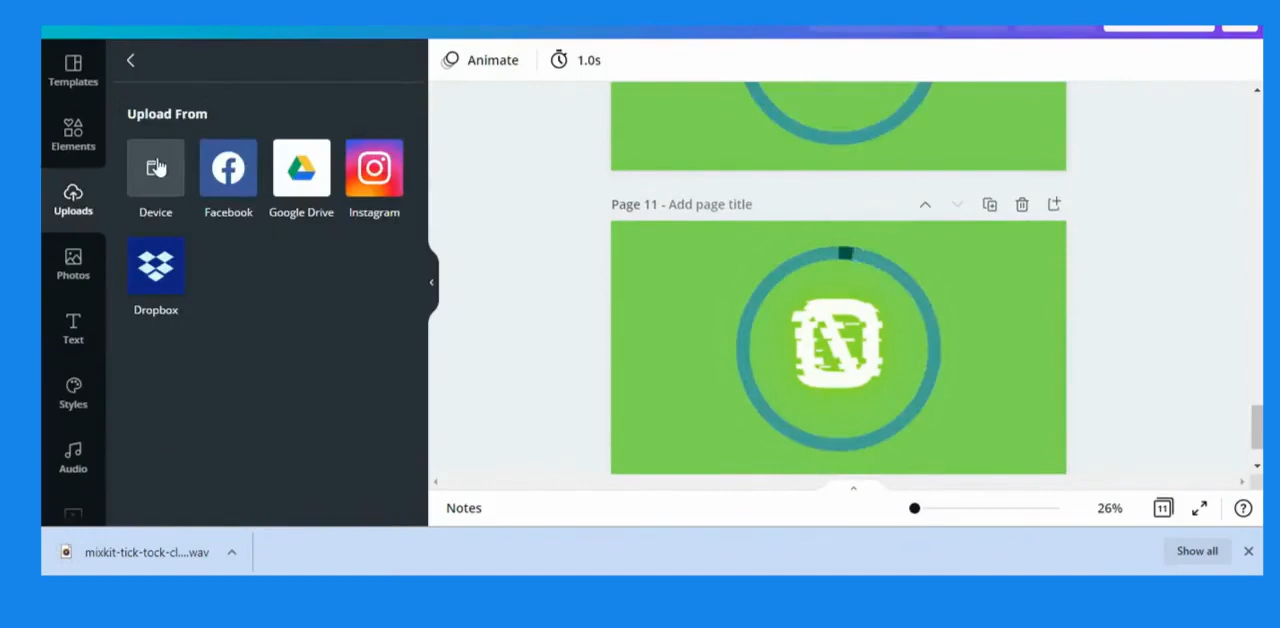 Templates
Elements
Uploads
Photos
Text
Styles
Audio
Upload From
Device
Facebook
Google Drive
Instagram
Dropbox
Animate
1.0s
Page 11 - Add page title
Notes
26%
11
?
mixkit-tick-tock-cl....wav
Show all